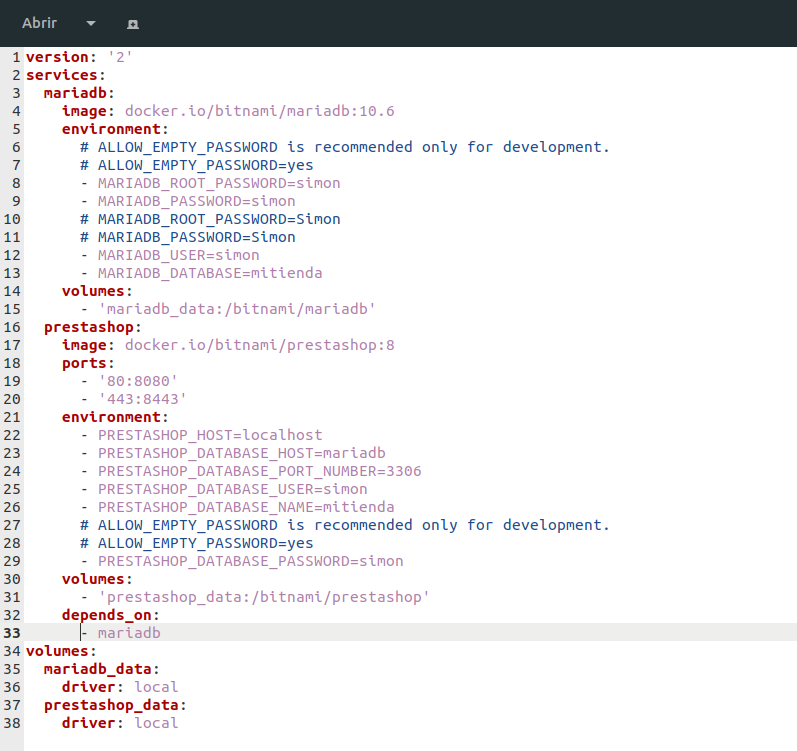 Abrir
1 version: '2'
2 services:
3   mariadb:
4     image: docker.io/bitnami/mariadb:10.6
5     environment:
6       # ALLOW_EMPTY_PASSWORD is recommended only for development.
7       # ALLOW_EMPTY_PASSWORD=yes
8       - MARIADB_ROOT_PASSWORD=simon
9       - MARIADB_PASSWORD=simon
10       # MARIADB_ROOT_PASSWORD=Simon
11       # MARIADB_PASSWORD=Simon
12       - MARIADB_USER=simon
13       - MARIADB_DATABASE=mitienda
14     volumes:
15       - 'mariadb_data:/bitnami/mariadb'
16   prestashop:
17     image: docker.io/bitnami/prestashop:8
18     ports:
19       - '80:8080'
20       - '443:8443'
21     environment:
22       - PRESTASHOP_HOST=localhost
23       - PRESTASHOP_DATABASE_HOST=mariadb
24       - PRESTASHOP_DATABASE_PORT_NUMBER=3306
25       - PRESTASHOP_DATABASE_USER=simon
26       - PRESTASHOP_DATABASE_NAME=mitienda
27       # ALLOW_EMPTY_PASSWORD is recommended only for development.
28       # ALLOW_EMPTY_PASSWORD=yes
29       - PRESTASHOP_DATABASE_PASSWORD=simon
30     volumes:
31       - 'prestashop_data:/bitnami/prestashop'
32     depends_on:
33       - mariadb
34 volumes:
35   mariadb_data:
36     driver: local
37   prestashop_data:
38     driver: local